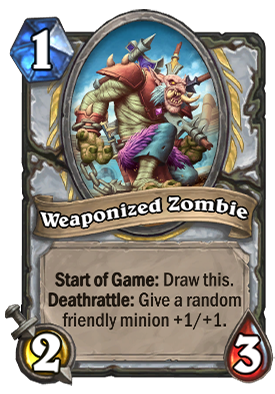 1
Weaponized Zombie
Start of Game: Draw this.
Deathrattle: Give a random
friendly minion +1/+1.
2
3